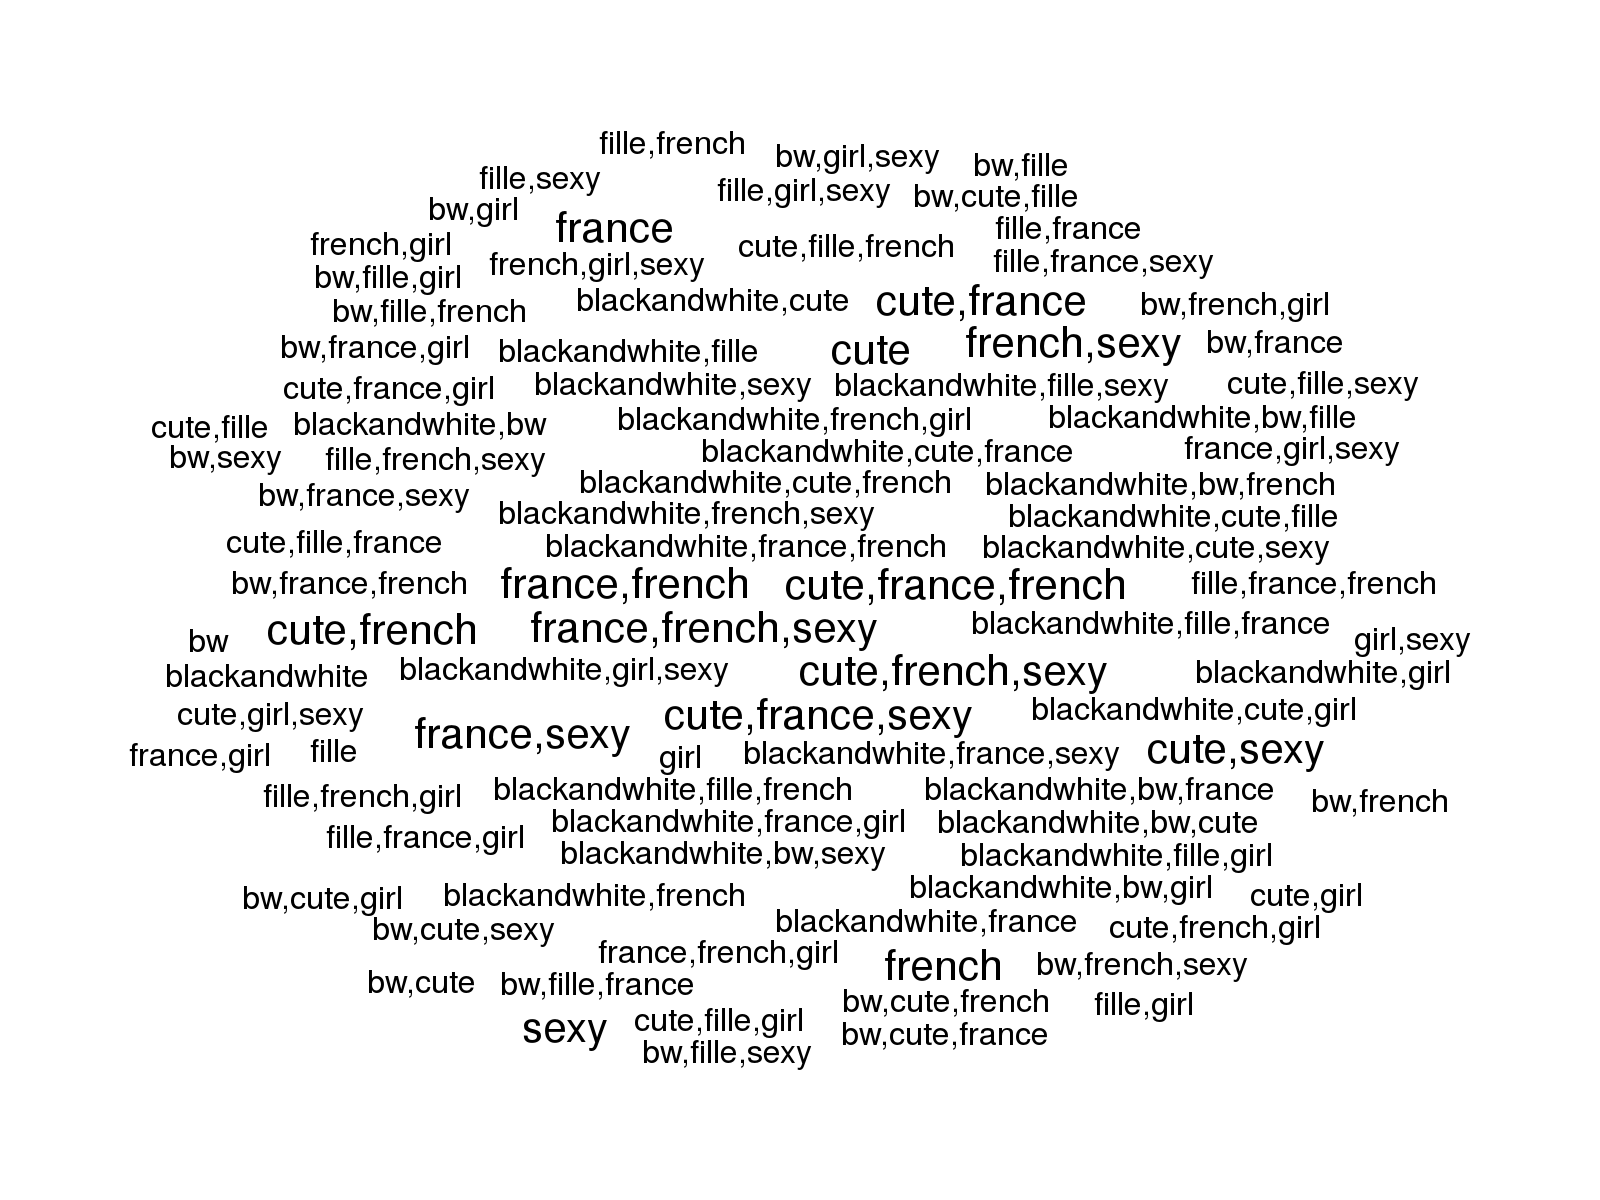 fille,french
bw,girl,sexy
bw,fille
fille,sexy
fille,girl,sexy
bw,cute,fille
bw,girl
france
fille,france
french,girl
cute,fille,french
french,girl,sexy
fille,france,sexy
bw,fille,girl
blackandwhite,cute
cute,france
bw,french,girl
bw,fille,french
bw,france,girl
blackandwhite,fille
cute
french,sexy
bw,france
cute,france,girl
blackandwhite,sexy
blackandwhite,fille,sexy
cute,fille,sexy
cute,fille
blackandwhite,bw
blackandwhite,french,girl
blackandwhite,bw,fille
bw,sexy
fille,french,sexy
blackandwhite,cute,france
france,girl,sexy
bw,france,sexy
blackandwhite,cute,french
blackandwhite,bw,french
blackandwhite,french,sexy
blackandwhite,cute,fille
cute,fille,france
blackandwhite,france,french
blackandwhite,cute,sexy
bw,france,french
france,french
cute,france,french
fille,france,french
bw
cute,french
france,french,sexy
blackandwhite,fille,france
girl,sexy
blackandwhite
blackandwhite,girl,sexy
cute,french,sexy
blackandwhite,girl
cute,girl,sexy
france,sexy
cute,france,sexy
blackandwhite,cute,girl
france,girl
fille
girl
blackandwhite,france,sexy
cute,sexy
fille,french,girl
blackandwhite,fille,french
blackandwhite,bw,france
bw,french
fille,france,girl
blackandwhite,france,girl
blackandwhite,bw,cute
blackandwhite,bw,sexy
blackandwhite,fille,girl
bw,cute,girl
blackandwhite,french
blackandwhite,bw,girl
cute,girl
bw,cute,sexy
blackandwhite,france
cute,french,girl
france,french,girl
french
bw,french,sexy
bw,cute
bw,fille,france
bw,cute,french
fille,girl
sexy
cute,fille,girl
bw,cute,france
bw,fille,sexy